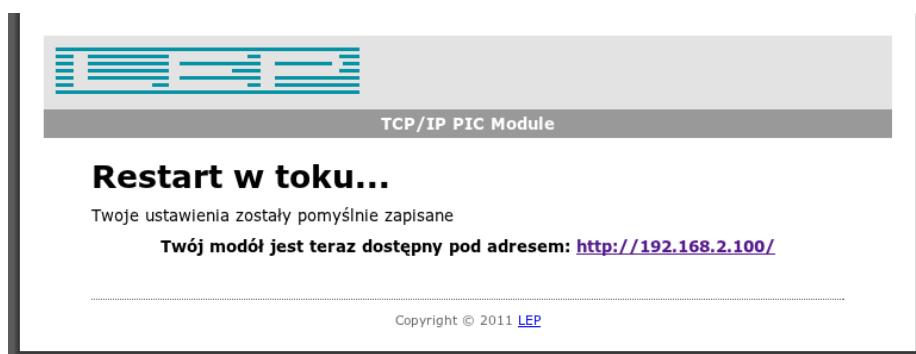 LEP
TCP/IP PIC Module
Restart w toku...
Twoje ustawienia zostały pomyślnie zapisane
Twój modół jest teraz dostępny pod adresem: http://192.168.2.100/
Copyright © 2011 LEP